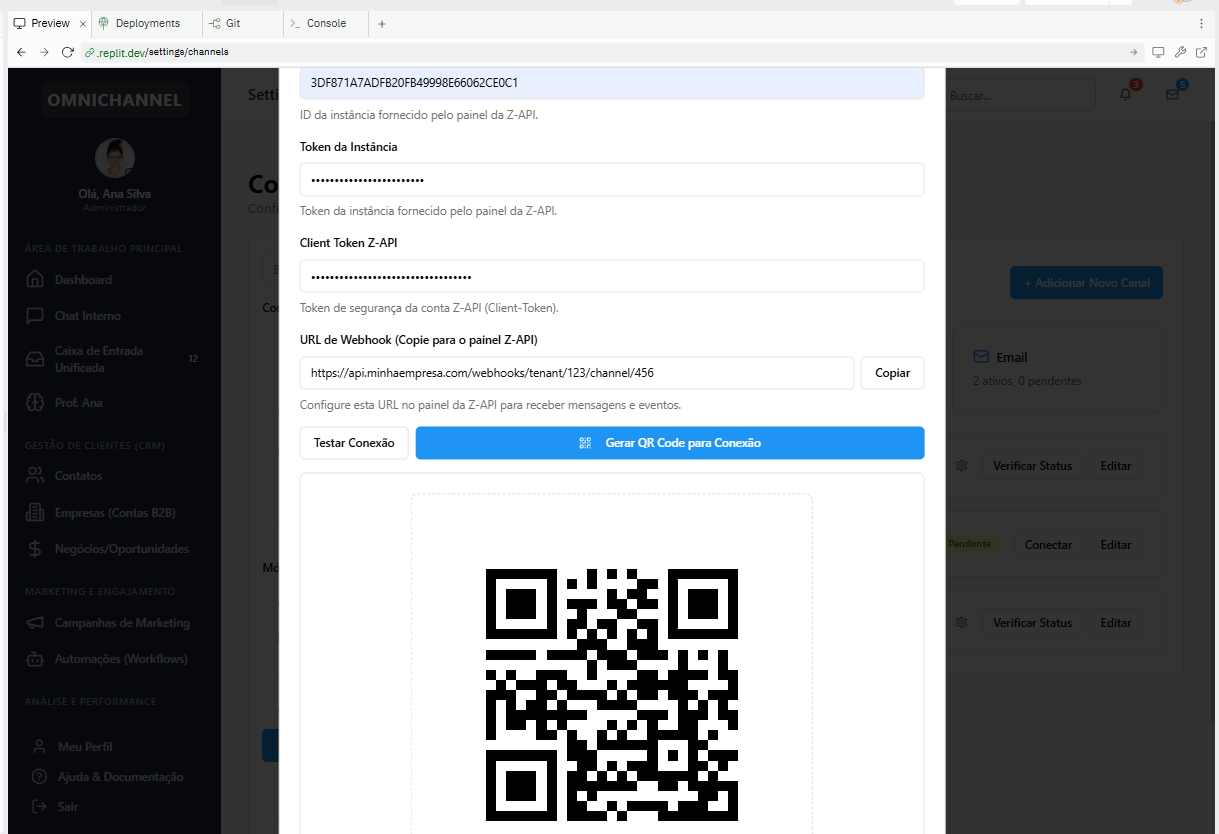 Preview
Deployments
Git
Console
.replit.dev/settings/channels
OMNICHANNEL
Olá, Ana Silva
Administrador
ÁREA DE TRABALHO PRINCIPAL
Dashboard
Chat Interno
Caixa de Entrada
Unificada
12
Prof. Ana
GESTÃO DE CLIENTES (CRM)
Contatos
Empresas (Contas B2B)
Negócios/Oportunidades
MARKETING E ENGAJAMENTO
Campanhas de Marketing
Automações (Workflows)
ANÁLISE E PERFORMANCE
Meu Perfil
Ajuda & Documentação
Sair
3DF871A7ADFB20FB49998E66062CE0C1
ID da instância fornecido pelo painel da Z-API.
Token da Instância
Token da instância fornecido pelo painel da Z-API.
Client Token Z-API
Token de segurança da conta Z-API (Client-Token).
URL de Webhook (Copie para o painel Z-API)
https://api.minhaempresa.com/webhooks/tenant/123/channel/456
Copiar
Configure esta URL no painel da Z-API para receber mensagens e eventos.
Testar Conexão
Gerar QR Code para Conexão
Buscar...
3
5
+ Adicionar Novo Canal
Email
2 ativos, 0 pendentes
Verificar Status
Editar
Pendente
Conectar
Editar
Verificar Status
Editar